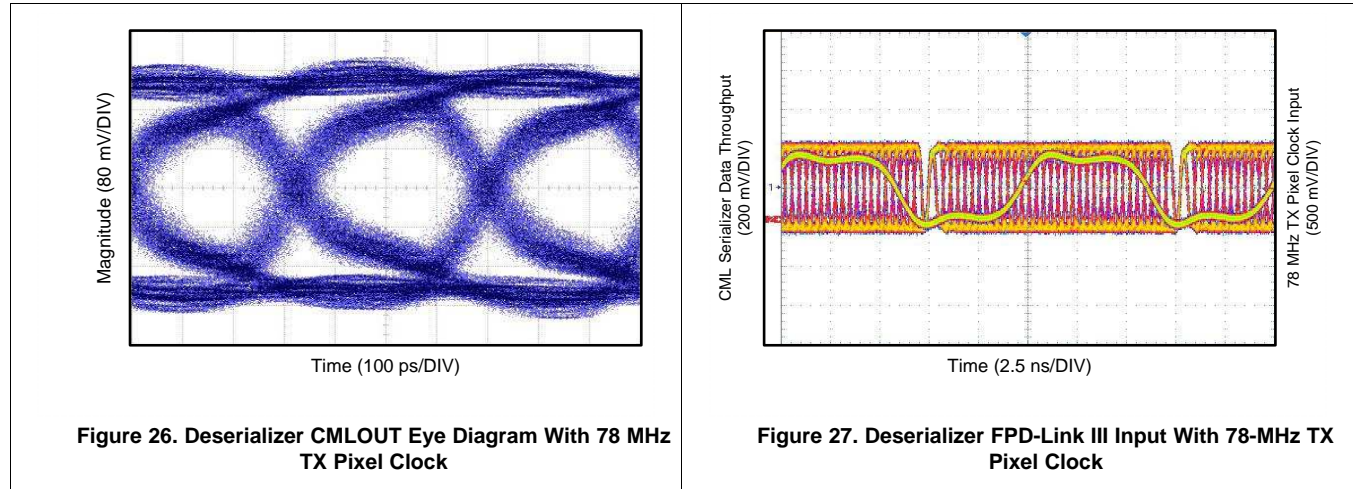 Magnitude (80 mV/DIV)
Time (100 ps/DIV)
Figure 26. Deserializer CMLOUT Eye Diagram With 78 MHz
TX Pixel Clock
CML Serializer Data Throughput
(200 mV/DIV)
1
78 MHz TX Pixel Clock Input
(500 mV/DIV)
Time (2.5 ns/DIV)
Figure 27. Deserializer FPD-Link III Input With 78-MHz TX
Pixel Clock